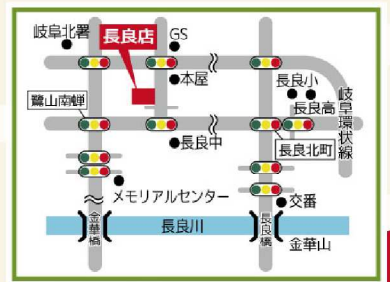 岐阜北署
長良店
GS
本屋
長良小
長良高
岐阜環状線
鷺山南蝉
長良北町
長良中
メモリアルセンター
交番
金華橋
長良川
長良橋
金華山